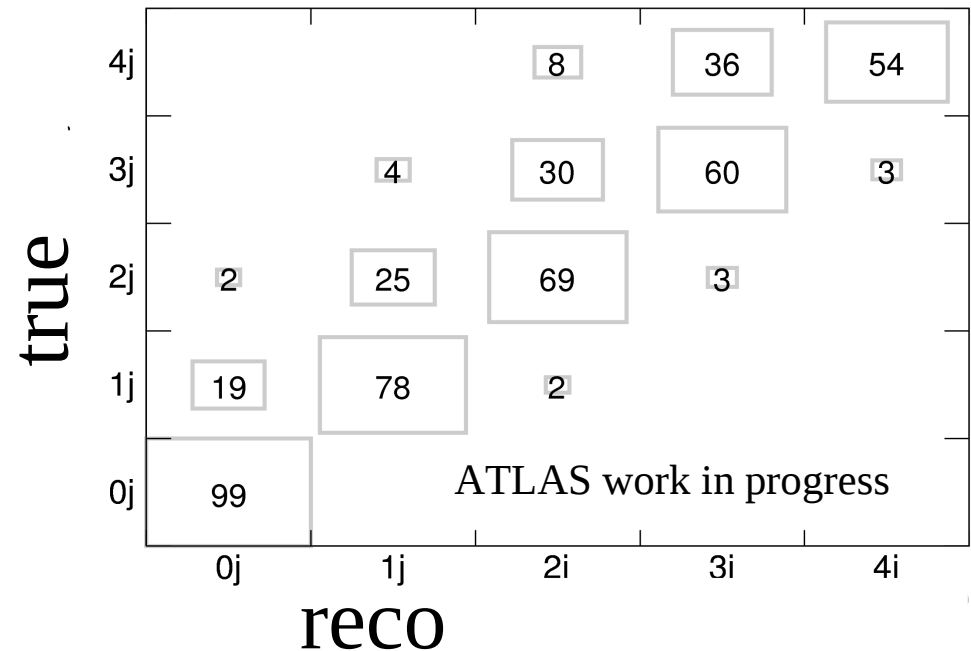 4j 8 36 54
3j 4 30 60 3
2j 2 25 69 3
1j 19 78 2
0j 99
ATLAS work in progress
0j 1j 2i 3i 4i
true
reco